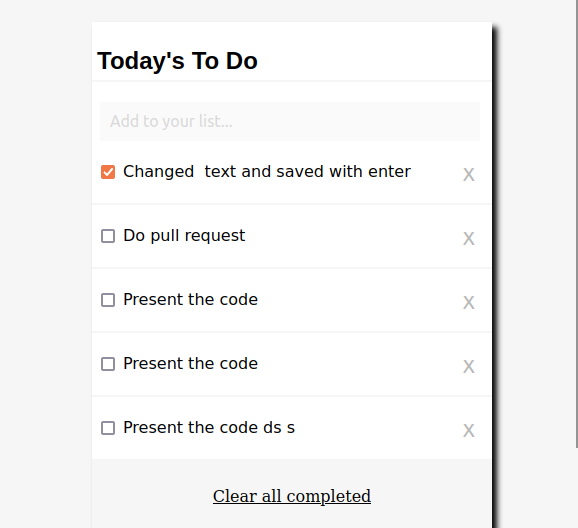 Today's To Do
Add to your list...
Changed  text and saved with enter x
Do pull request x
Present the code x
Present the code x
Present the code ds s x
Clear all completed